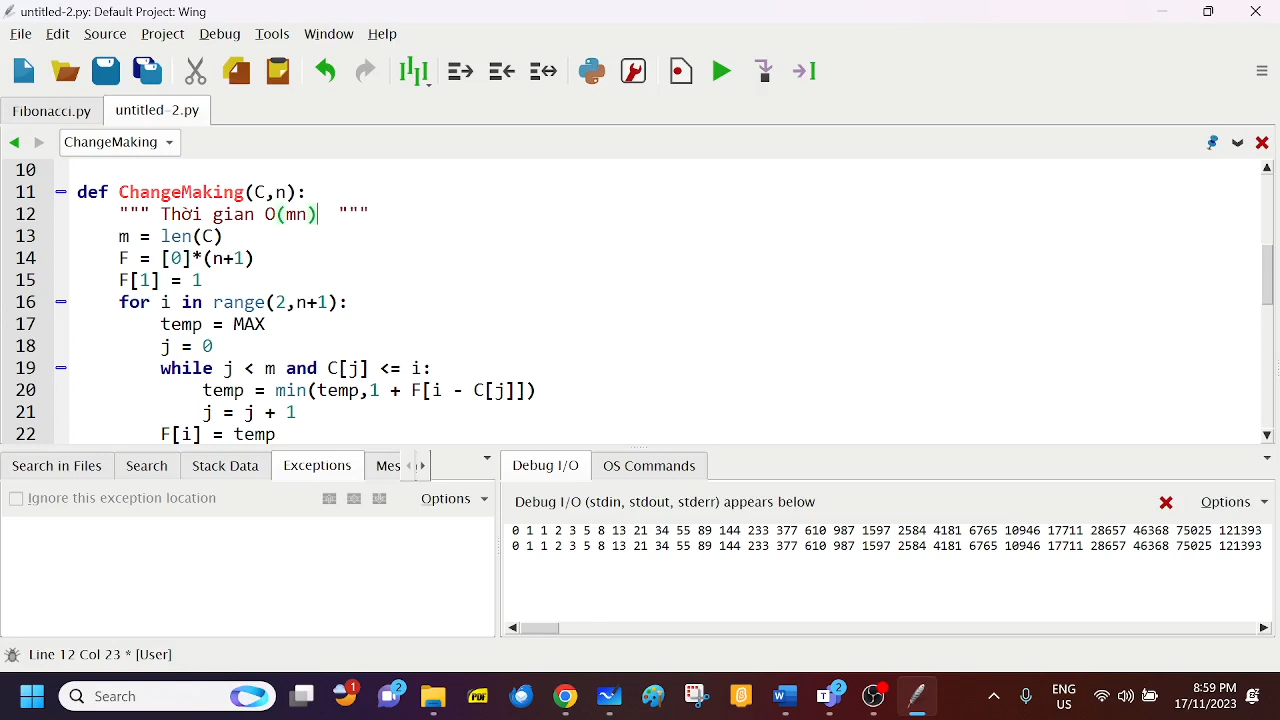 untitled-2.py: Default Project: Wing
File Edit Source Project Debug Tools Window Help
Fibonacci.py untitled-2.py
ChangeMaking
10
11 def ChangeMaking(C,n):
12 """ Thời gian O(mn) """
13 m = len(C)
14 F = [0]*(n+1)
15 F[1] = 1
16 for i in range(2,n+1):
17 temp = MAX
18 j = 0
19 while j < m and C[j] <= i:
20 temp = min(temp,1 + F[i - C[j]])
21 j = j + 1
22 F[i] = temp
Search in Files Search Stack Data Exceptions Mes
Debug I/O OS Commands
Ignore this exception location Options
Debug I/O (stdin, stdout, stderr) appears below Options
0 1 1 2 3 5 8 13 21 34 55 89 144 233 377 610 987 1597 2584 4181 6765 10946 17711 28657 46368 75025 121393
0 1 1 2 3 5 8 13 21 34 55 89 144 233 377 610 987 1597 2584 4181 6765 10946 17711 28657 46368 75025 121393
Line 12 Col 23 * [User]
Search
PDF
1
2
2
ENG
US
8:59 PM
17/11/2023